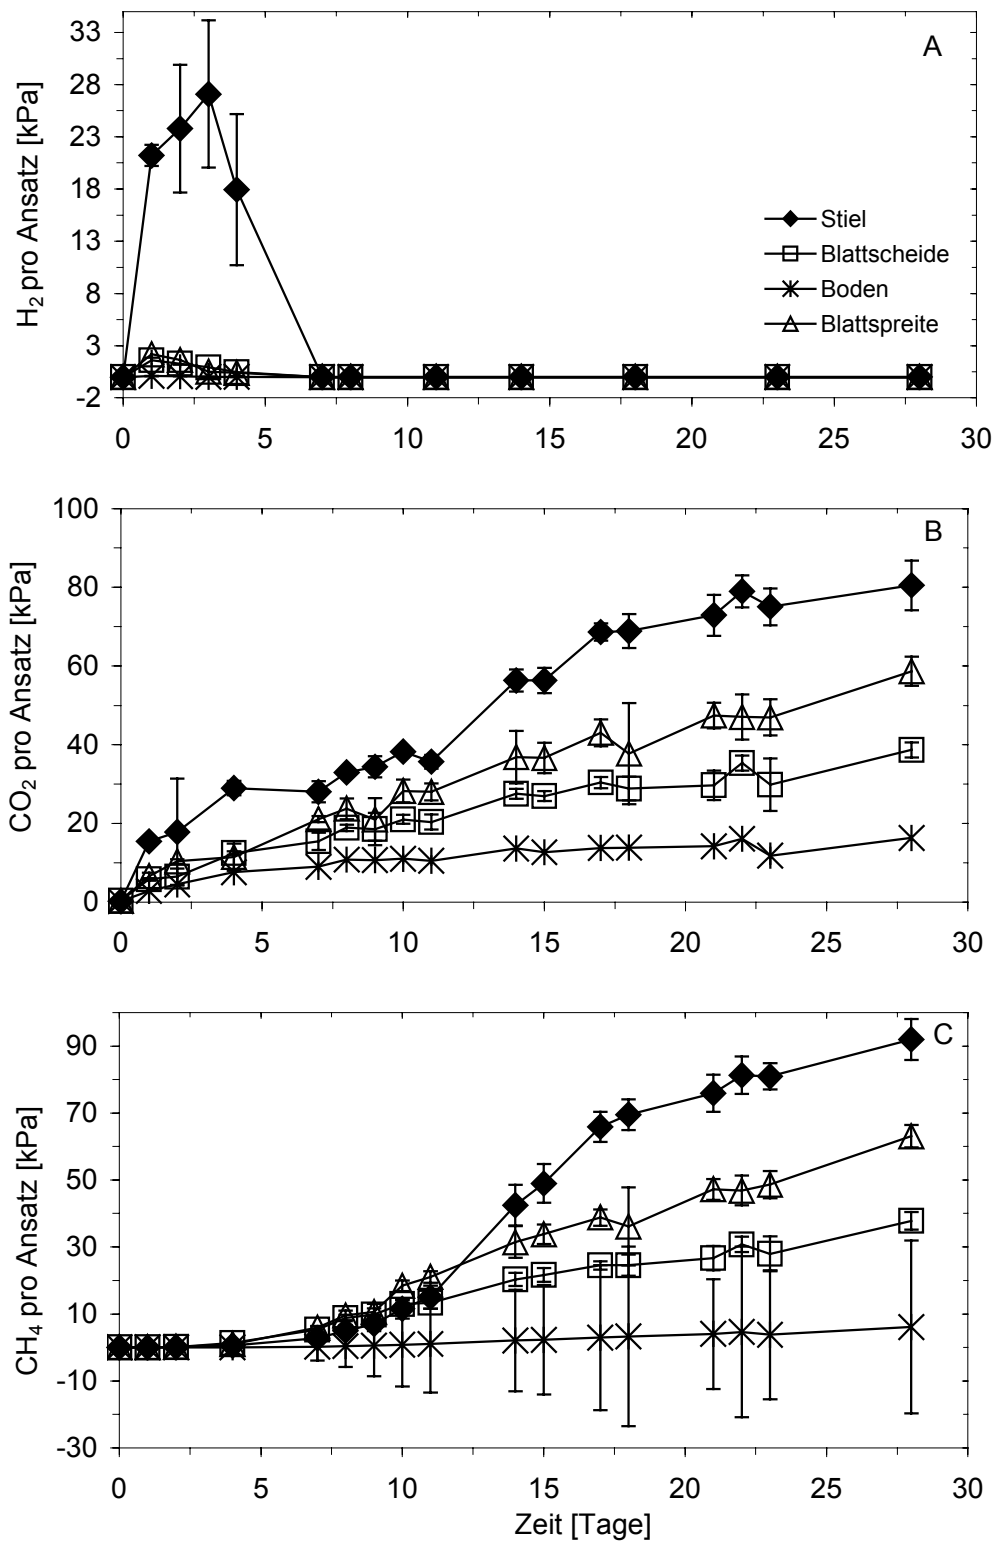 A
H₂ pro Ansatz [kPa]
33
28
23
18
13
8
3
-2
Stiel
Blattscheide
Boden
Blattspreite
0 5 10 15 20 25 30
B
CO₂ pro Ansatz [kPa]
100
80
60
40
20
0
0 5 10 15 20 25 30
C
CH₄ pro Ansatz [kPa]
90
70
50
30
10
-10
-30
0 5 10 15 20 25 30
Zeit [Tage]